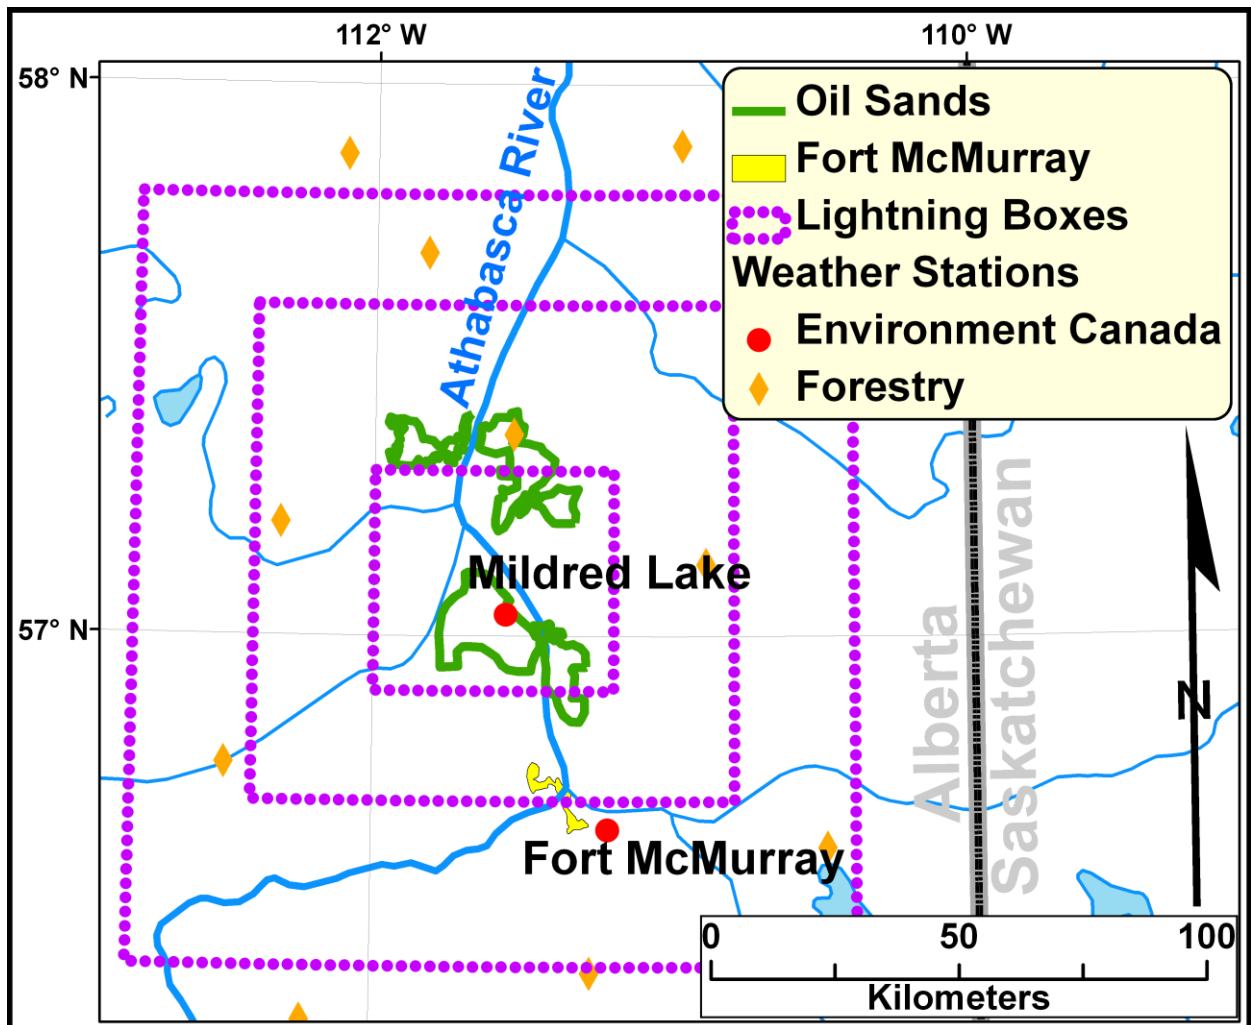 112° W
110° W
58° N
57° N
Athabasca River
Oil Sands
Fort McMurray
Lightning Boxes
Weather Stations
Environment Canada
Forestry
Mildred Lake
Fort McMurray
Alberta
Saskatchewan
N
0 50 100
Kilometers